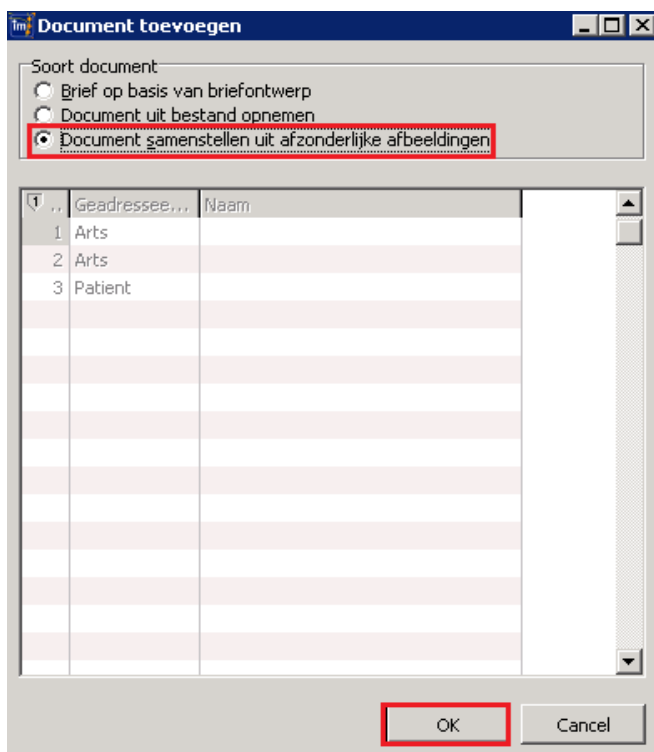 Document toevoegen
Soort document
Brief op basis van briefontwerp
Document uit bestand opnemen
Document samenstellen uit afzonderlijke afbeeldingen
1 .. Geadressee... Naam
1 Arts
2 Arts
3 Patient
OK Cancel